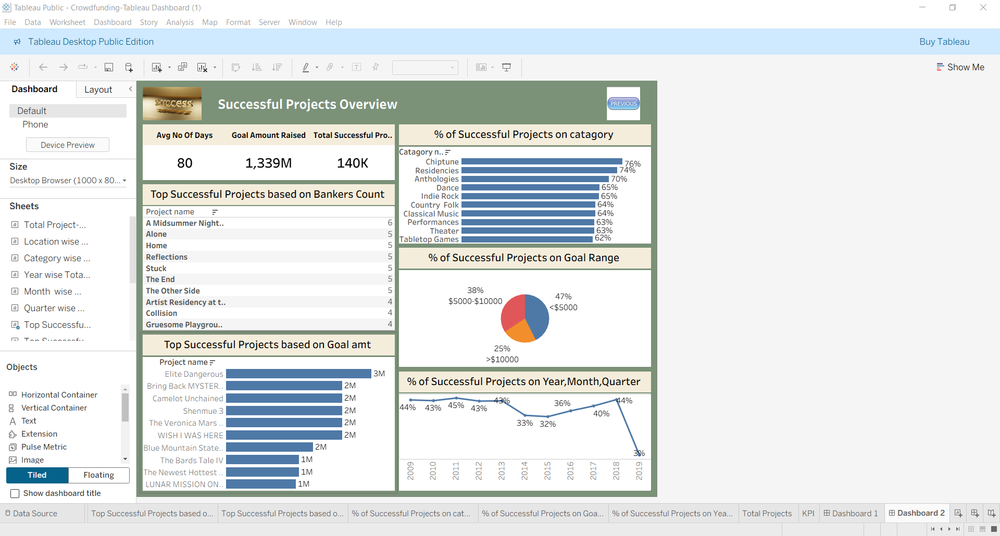 Tableau Public - Crowdfunding-Tableau Dashboard (1)
File Data Worksheet Dashboard Story Analysis Map Format Server Window Help
Tableau Desktop Public Edition
Buy Tableau
Show Me
Dashboard
Layout
Default
Phone
Device Preview
Size
Desktop Browser (1000 x 80...
Sheets
Total Project-...
Location wise ...
Category wise ...
Year wise Tota...
Month wise ...
Quarter wise ...
Top Successfu...
Top Successfu...
Objects
Horizontal Container
Vertical Container
Text
Extension
Pulse Metric
Image
Tiled
Floating
Show dashboard title
success
Successful Projects Overview
PREVIOUS
Avg No Of Days
Goal Amount Raised
Total Successful Pro..
80
1,339M
140K
Top Successful Projects based on Bankers Count
Project name
A Midsummer Night.. 6
Alone 5
Home 5
Reflections 5
Stuck 5
The End 5
The Other Side 5
Artist Residency at t.. 4
Collision 4
Gruesome Playgrou.. 4
Top Successful Projects based on Goal amt
Project name
Elite Dangerous 3M
Bring Back MYSTER.. 2M
Camelot Unchained 2M
Shenmue 3 2M
The Veronica Mars .. 2M
WISH I WAS HERE 2M
Blue Mountain State.. 2M
The Bards Tale IV 1M
The Newest Hottest .. 1M
LUNAR MISSION ON.. 1M
% of Successful Projects on catagory
Catagory n..
Chiptune 76%
Residencies 74%
Anthologies 70%
Dance 65%
Indie Rock 65%
Country Folk 64%
Classical Music 64%
Performances 63%
Theater 63%
Tabletop Games 62%
% of Successful Projects on Goal Range
38%
$5000-$10000
47%
<$5000
25%
>$10000
% of Successful Projects on Year,Month,Quarter
44% 43% 45% 43% 43% 33% 32% 36% 40% 44% 3%
2009 2010 2011 2012 2013 2014 2015 2016 2017 2018 2019
Data Source
Top Successful Projects based o...
Top Successful Projects based o...
% of Successful Projects on cat...
% of Successful Projects on Goa...
% of Successful Projects on Yea...
Total Projects
KPI
Dashboard 1
Dashboard 2